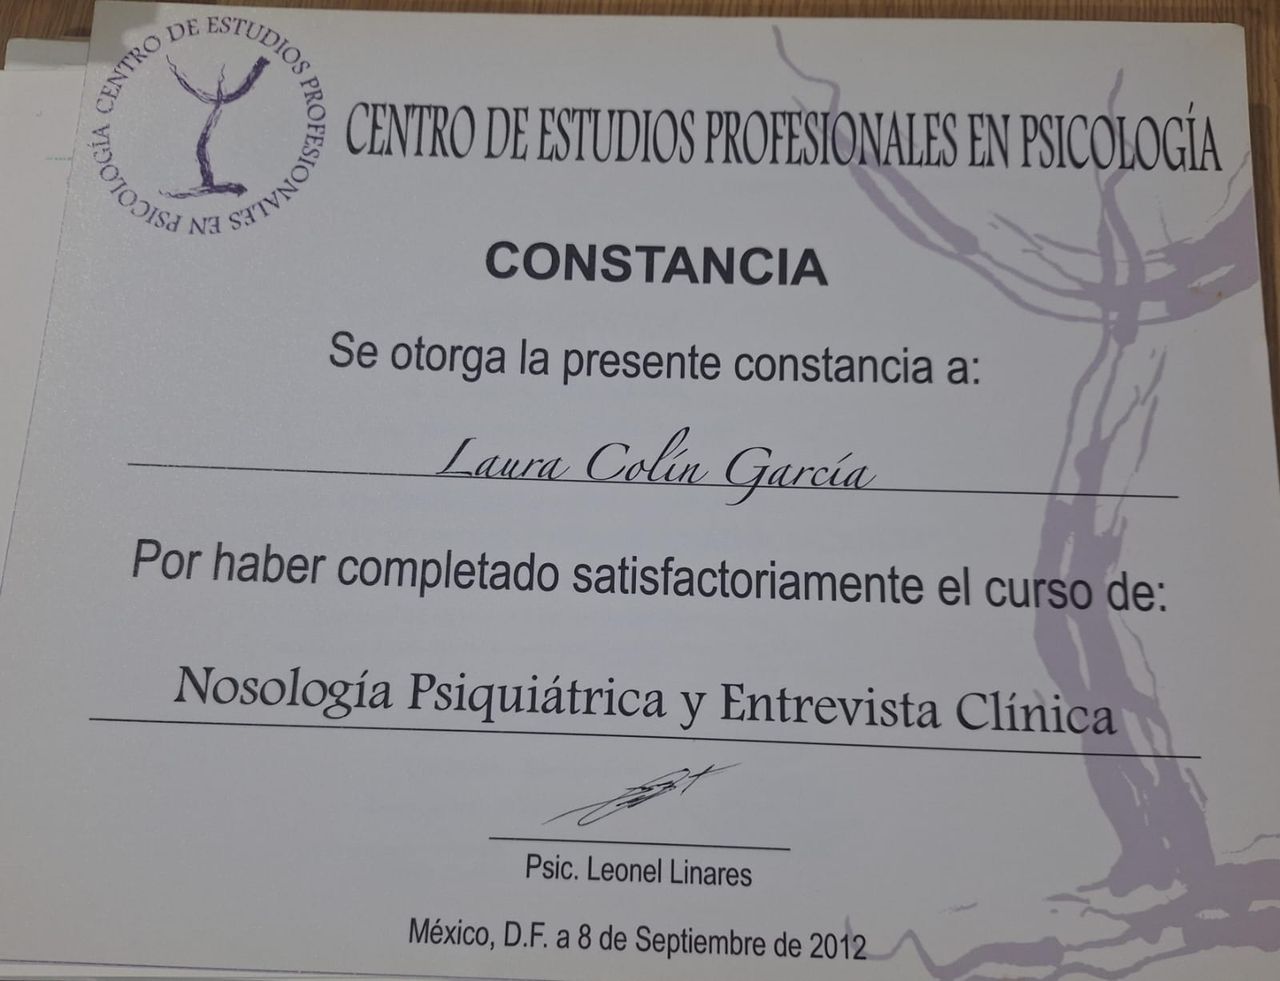 CENTRO DE ESTUDIOS PROFESIONALES EN PSICOLOGÍA
CENTRO DE ESTUDIOS PROFESIONALES EN PSICOLOGÍA
CONSTANCIA
Se otorga la presente constancia a:
Laura Colín García
Por haber completado satisfactoriamente el curso de:
Nosología Psiquiátrica y Entrevista Clínica
Psic. Leonel Linares
México, D.F. a 8 de Septiembre de 2012